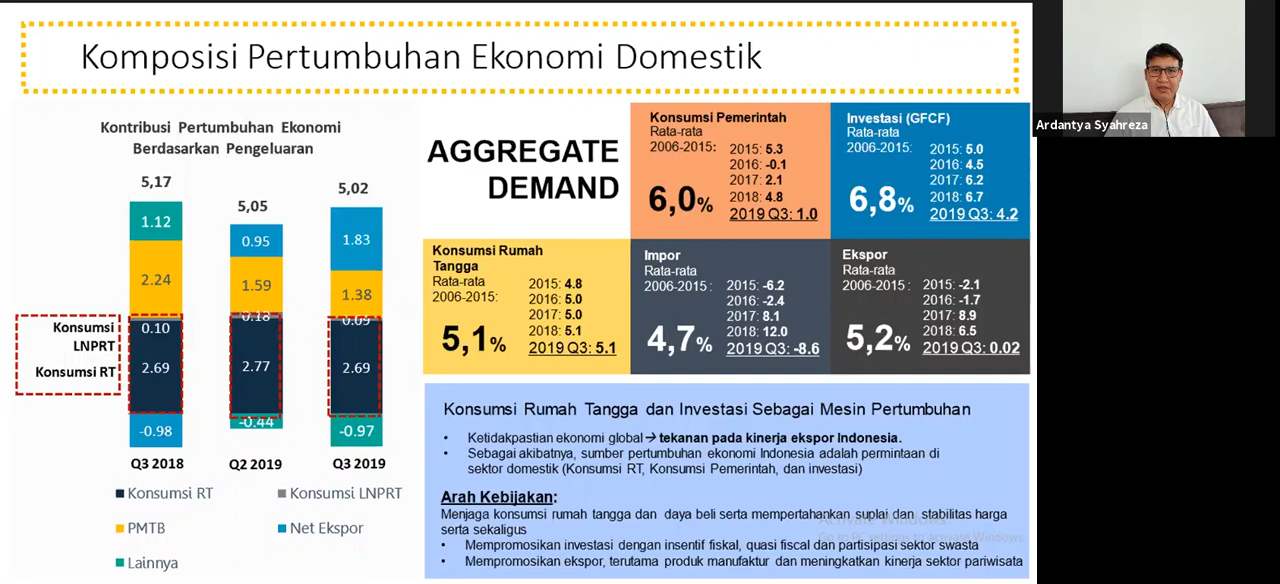 Komposisi Pertumbuhan Ekonomi Domestik
Ardantya Syahreza
Kontribusi Pertumbuhan Ekonomi
Berdasarkan Pengeluaran
5,17
5,05
5,02
1.12
0.95
1.83
2.24
1.59
1.38
0.10
0.18
0.09
2.69
2.77
2.69
-0.98
-0.44
-0.97
Konsumsi
LNPRT
Konsumsi RT
Q3 2018
Q2 2019
Q3 2019
Konsumsi RT
Konsumsi LNPRT
PMTB
Net Ekspor
Lainnya
AGGREGATE
DEMAND
Konsumsi Pemerintah
Rata-rata
2006-2015:
6,0%
2015: 5.3
2016: -0.1
2017: 2.1
2018: 4.8
2019 Q3: 1.0
Investasi (GFCF)
Rata-rata
2006-2015:
6,8%
2015: 5.0
2016: 4.5
2017: 6.2
2018: 6.7
2019 Q3: 4.2
Konsumsi Rumah
Tangga
Rata-rata
2006-2015:
5,1%
2015: 4.8
2016: 5.0
2017: 5.0
2018: 5.1
2019 Q3: 5.1
Impor
Rata-rata
2006-2015:
4,7%
2015: -6.2
2016: -2.4
2017: 8.1
2018: 12.0
2019 Q3: -8.6
Ekspor
Rata-rata
2006-2015:
5,2%
2015: -2.1
2016: -1.7
2017: 8.9
2018: 6.5
2019 Q3: 0.02
Konsumsi Rumah Tangga dan Investasi Sebagai Mesin Pertumbuhan
• Ketidakpastian ekonomi global → tekanan pada kinerja ekspor Indonesia.
• Sebagai akibatnya, sumber pertumbuhan ekonomi Indonesia adalah permintaan di
sektor domestik (Konsumsi RT, Konsumsi Pemerintah, dan investasi)
Arah Kebijakan:
Menjaga konsumsi rumah tangga dan daya beli serta mempertahankan suplai dan stabilitas harga
serta sekaligus
• Mempromosikan investasi dengan insentif fiskal, quasi fiscal dan partisipasi sektor swasta
• Mempromosikan ekspor, terutama produk manufaktur dan meningkatkan kinerja sektor pariwisata
Activate Windows
Go to PC settings to activate Windows.